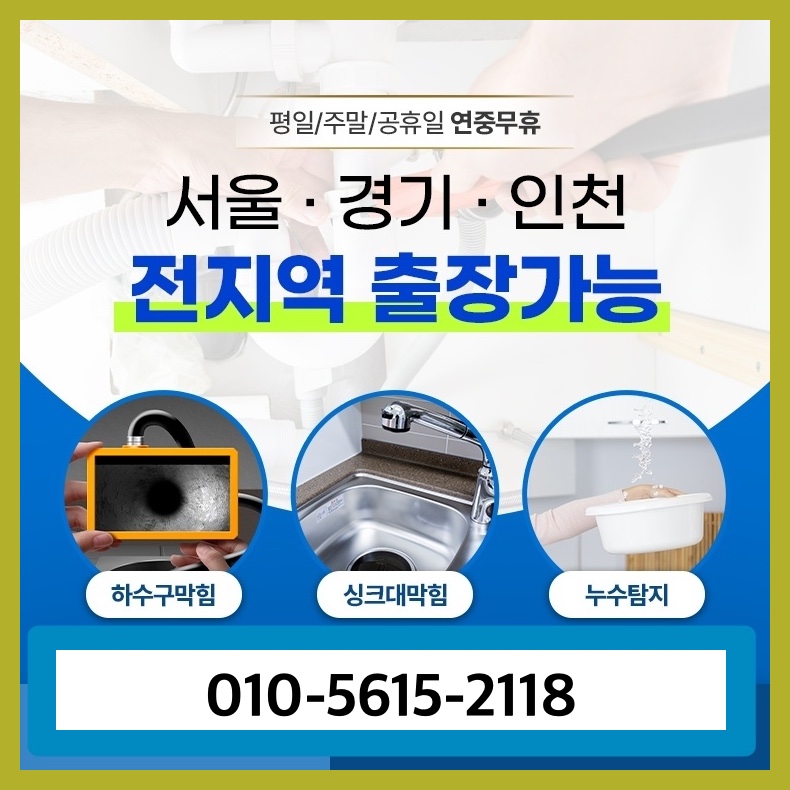 평일/주말/공휴일 연중무휴
서울 · 경기 · 인천
전지역 출장가능
하수구막힘
싱크대막힘
누수탐지
010-5615-2118